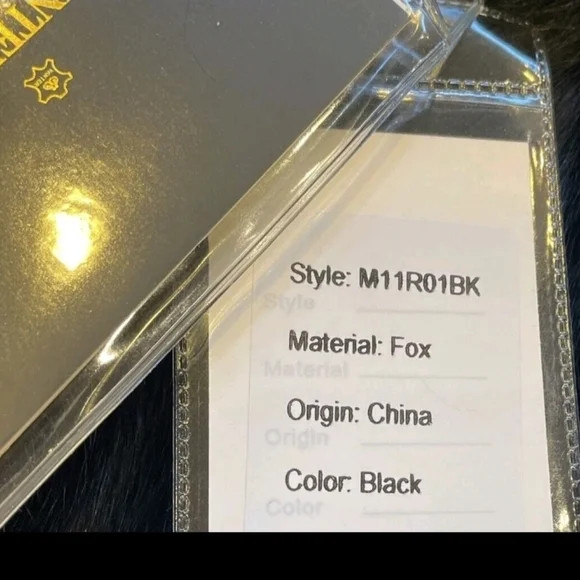 Style: M11R01BK
Style
Material: Fox
Material
Origin: China
Origin
Color: Black
Color